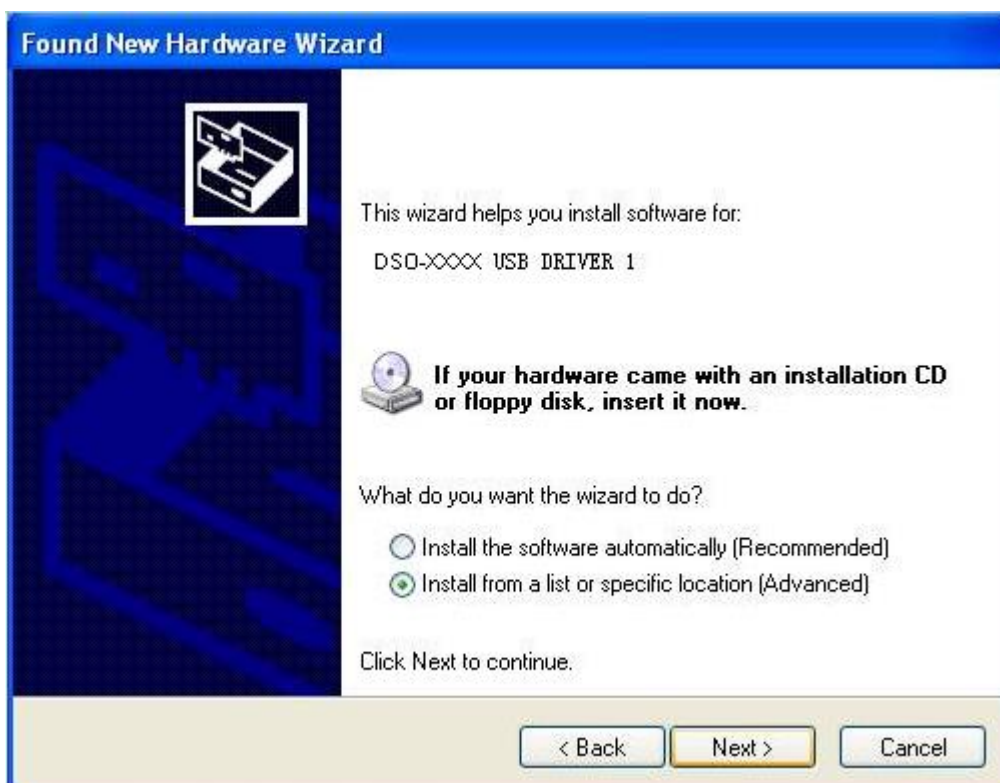 Found New Hardware Wizard
This wizard helps you install software for:
DSO-XXXX USB DRIVER 1
If your hardware came with an installation CD
or floppy disk, insert it now.
What do you want the wizard to do?
Install the software automatically (Recommended)
Install from a list or specific location (Advanced)
Click Next to continue.
< Back Next > Cancel